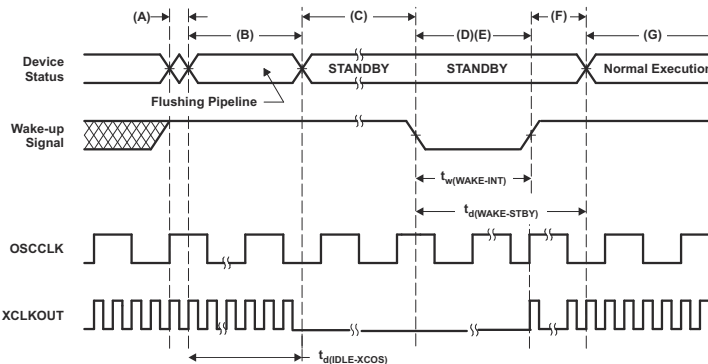 (A)
(B)
(C)
(D)(E)
(F)
(G)
Device
Status
STANDBY
STANDBY
Normal Execution
Flushing Pipeline
Wake-up
Signal
tw(WAKE-INT)
td(WAKE-STBY)
OSCCLK
XCLKOUT
td(IDLE-XCOS)